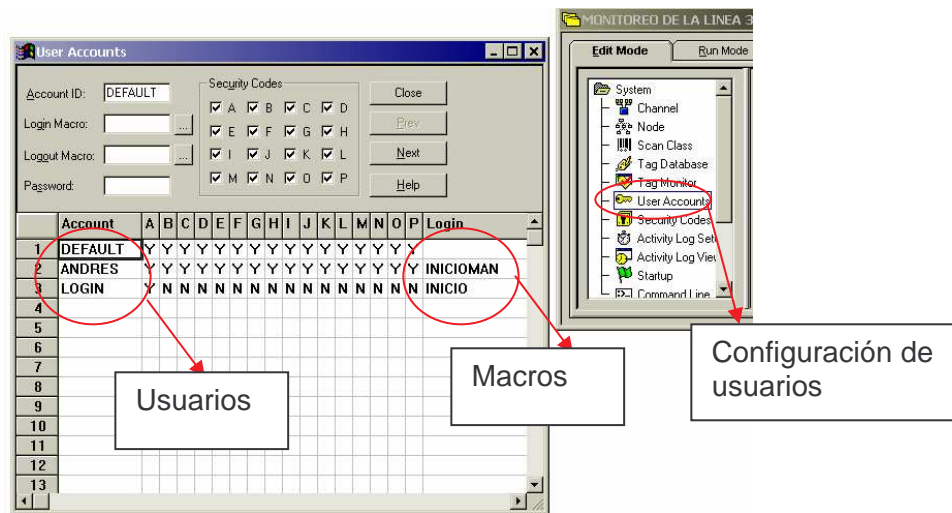 User Accounts
Account ID: DEFAULT
Login Macro: ...
Logout Macro: ...
Password:
Security Codes
A B C D
E F G H
I J K L
M N O P
Close
Prev
Next
Help
Account A B C D E F G H I J K L M N O P Login
1 DEFAULT Y Y Y Y Y Y Y Y Y Y Y Y Y Y Y Y
2 ANDRES Y Y Y Y Y Y Y Y Y Y Y Y Y Y Y Y INICIOMAN
3 LOGIN Y N N N N N N N N N N N N N N N INICIO
4
5
6
7
8
9
10
11
12
13
Usuarios
Macros
MONITOREO DE LA LINEA 3
Edit Mode
Run Mode
System
Channel
Node
Scan Class
Tag Database
Tag Monitor
User Accounts
Security Codes
Activity Log Setu
Activity Log View
Startup
Command Line
Configuración de
usuarios